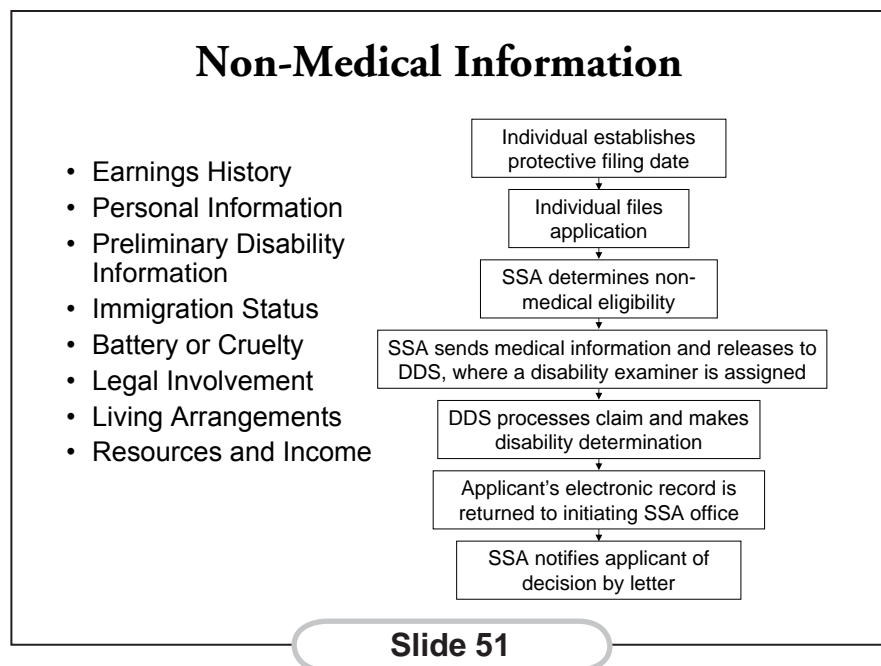 Non-Medical Information
• Earnings History
• Personal Information
• Preliminary Disability
Information
• Immigration Status
• Battery or Cruelty
• Legal Involvement
• Living Arrangements
• Resources and Income
Individual establishes
protective filing date
Individual files
application
SSA determines non-
medical eligibility
SSA sends medical information and releases to
DDS, where a disability examiner is assigned
DDS processes claim and makes
disability determination
Applicant’s electronic record is
returned to initiating SSA office
SSA notifies applicant of
decision by letter
Slide 51